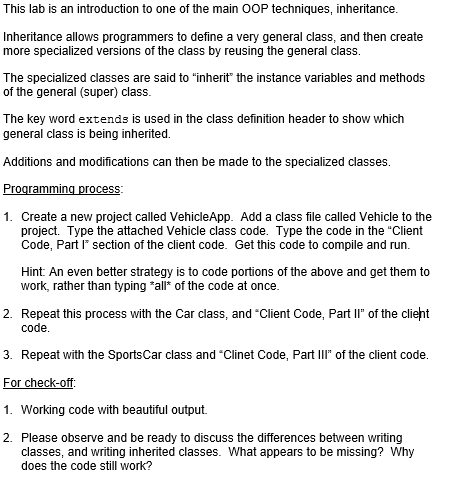 This lab is an introduction to one of the main OOP techniques, inheritance.
Inheritance allows programmers to define a very general class, and then create
more specialized versions of the class by reusing the general class.
The specialized classes are said to "inherit" the instance variables and methods
of the general (super) class.
The key word extends is used in the class definition header to show which
general class is being inherited.
Additions and modifications can then be made to the specialized classes.
Programming process:
1. Create a new project called VehicleApp. Add a class file called Vehicle to the
project. Type the attached Vehicle class code. Type the code in the "Client
Code, Part I" section of the client code. Get this code to compile and run.
Hint: An even better strategy is to code portions of the above and get them to
work, rather than typing *all* of the code at once.
2. Repeat this process with the Car class, and "Client Code, Part II" of the client
code.
3. Repeat with the SportsCar class and "Clinet Code, Part III" of the client code.
For check-off:
1. Working code with beautiful output.
2. Please observe and be ready to discuss the differences between writing
classes, and writing inherited classes. What appears to be missing? Why
does the code still work?